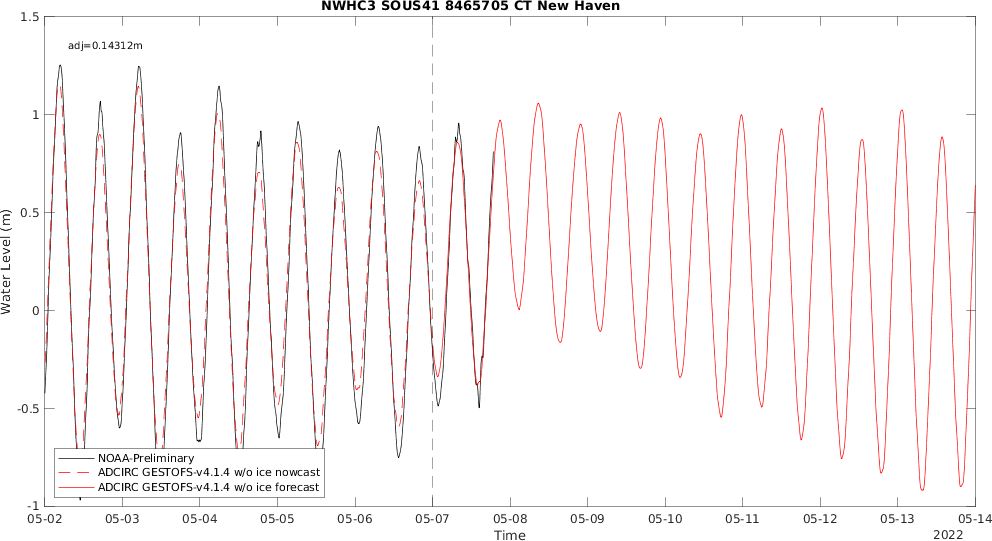 NWHC3 SOUS41 8465705 CT New Haven
adj=0.14312m
1.5
1
0.5
0
-0.5
-1
Water Level (m)
NOAA-Preliminary
ADCIRC GESTOFS-v4.1.4 w/o ice nowcast
ADCIRC GESTOFS-v4.1.4 w/o ice forecast
05-02 05-03 05-04 05-05 05-06 05-07 05-08 05-09 05-10 05-11 05-12 05-13 05-14
Time
2022